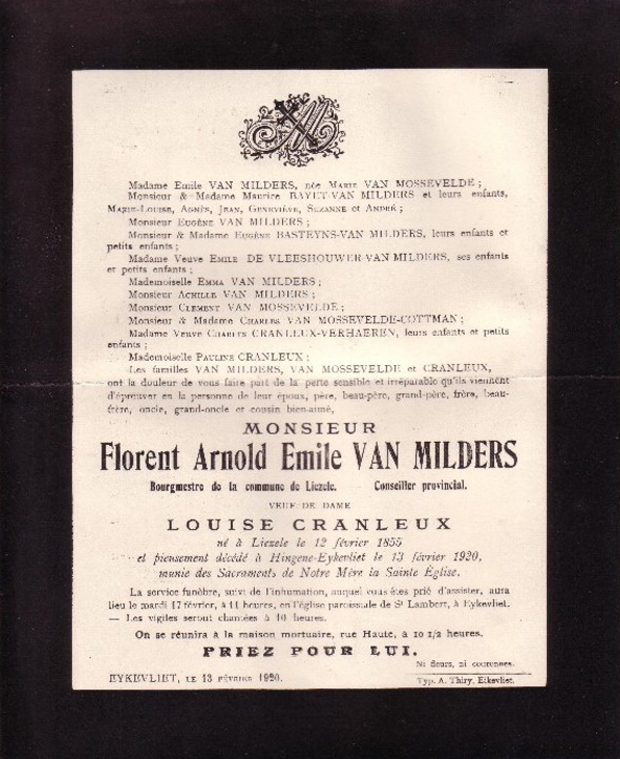 Madame Emile VAN MILDERS, née Marie VAN MOSSEVELDE ;
Monsieur & Madame Maurice BAYET-VAN MILDERS et leurs enfants,
Marie-Louise, Agnès, Jean, Geneviève, Suzanne et André ;
Monsieur Eugène VAN MILDERS ;
Monsieur & Madame Eugène BASTEYNS-VAN MILDERS, leurs enfants et
petits enfants ;
Madame Veuve Emile DE VLEESHOUWER-VAN MILDERS, ses enfants
et petits enfants ;
Mademoiselle Emma VAN MILDERS ;
Monsieur Achille VAN MILDERS ;
Monsieur Clement VAN MOSSEVELDE ;
Monsieur & Madame Charles VAN MOSSEVELDE-COTTMAN ;
Madame Veuve Charles CRANLEUX-VERHAEREN, leurs enfants et petits
enfants ;
Mademoiselle Pauline CRANLEUX ;
Les familles VAN MILDERS, VAN MOSSEVELDE et CRANLEUX,
ont la douleur de vous faire part de la perte sensible et irréparable qu'ils viennent
d'éprouver en la personne de leur époux, père, beau-père, grand-père, frère, beau-
frère, oncle, grand-oncle et cousin bien-aimé,
MONSIEUR
Florent Arnold Emile VAN MILDERS
Bourgmestre de la commune de Liezele. Conseiller provincial.
VEUF DE DAME
LOUISE CRANLEUX
né à Liezele le 12 février 1855
et pieusement décédé à Hingene-Eykevliet le 13 février 1920,
munie des Sacraments de Notre Mère la Sainte Église.
La service funèbre, suivi de l'inhumation, auquel vous êtes prié d'assister, aura
lieu le mardi 17 février, à 11 heures, en l'église paroissiale de St Lambert, à Eykevliet.
— Les vigiles seront chantées à 10 heures.
On se réunira à la maison mortuaire, rue Haute, à 10 1/2 heures.
PRIEZ POUR LUI.
Ni fleurs, ni couronnes.
EYKEVLIET, LE 13 FÉVRIER 1920.
Typ. A. Thiry, Eikevliet.